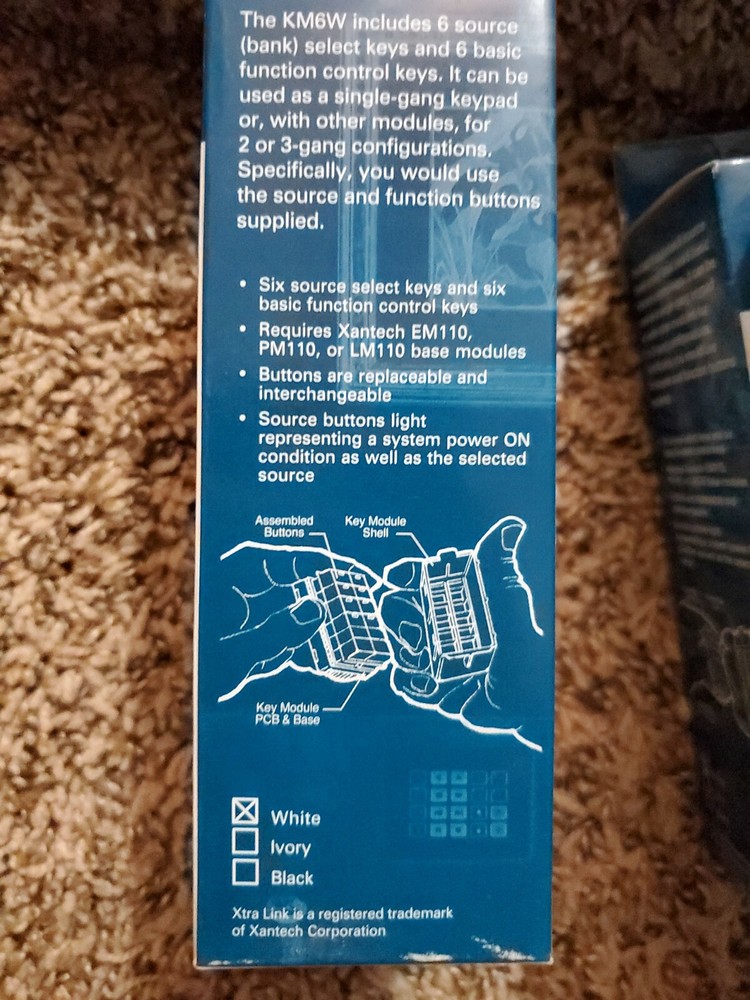 The KM6W includes 6 source
(bank) select keys and 6 basic
function control keys. It can be
used as a single-gang keypad
or, with other modules, for
2 or 3-gang configurations.
Specifically, you would use
the source and function buttons
supplied.
• Six source select keys and six
basic function control keys
• Requires Xantech EM110,
PM110, or LM110 base modules
• Buttons are replaceable and
interchangeable
• Source buttons light
representing a system power ON
condition as well as the selected
source
Assembled
Buttons
Key Module
Shell
Key Module
PCB & Base
White
Ivory
Black
Xtra Link is a registered trademark
of Xantech Corporation